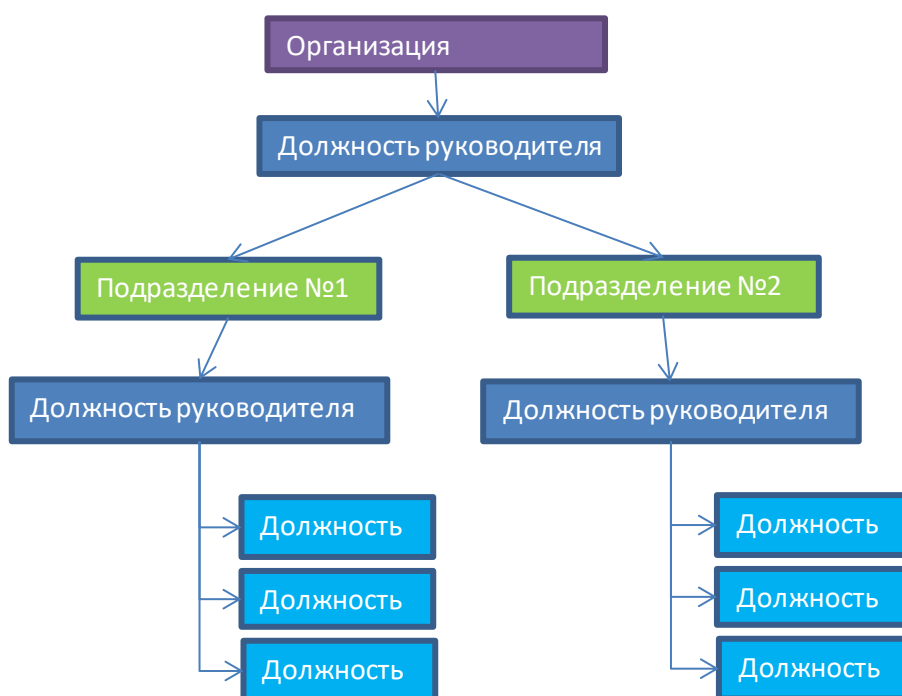 Организация
Должность руководителя
Подразделение №1
Подразделение №2
Должность руководителя
Должность руководителя
Должность
Должность
Должность
Должность
Должность
Должность